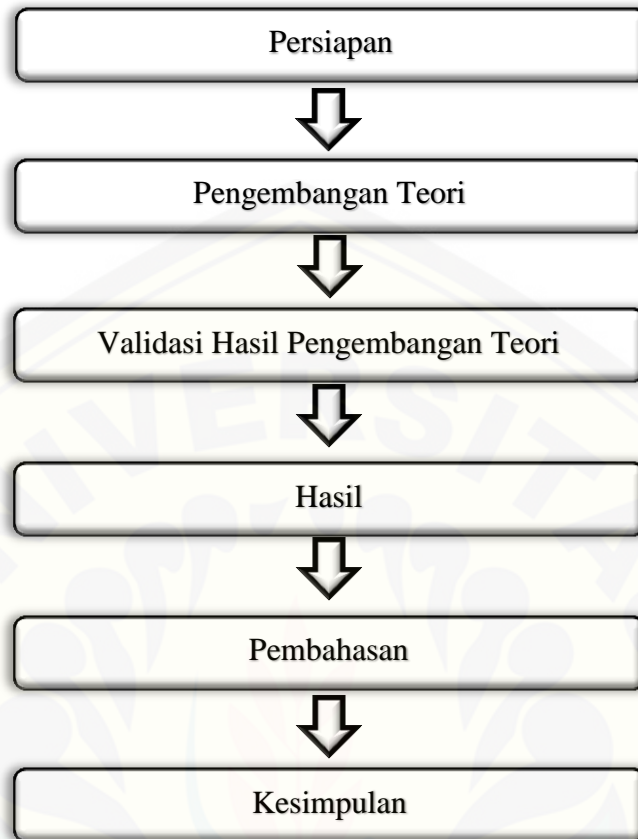 Persiapan
Pengembangan Teori
Validasi Hasil Pengembangan Teori
Hasil
Pembahasan
Kesimpulan